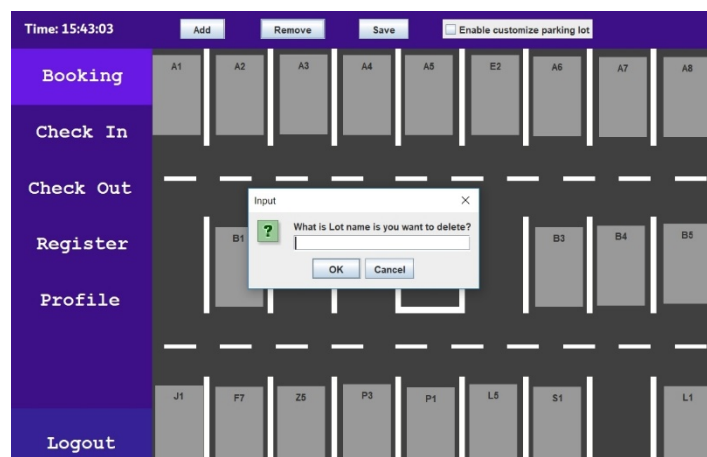 Time: 15:43:03
Add
Remove
Save
Enable customize parking lot
Booking
Check In
Check Out
Register
Profile
Logout
A1 A2 A3 A4 A5 E2 A6 A7 A8
Input
What is Lot name is you want to delete?
?
OK Cancel
B1 B3 B4 B5
J1 F7 Z5 P3 P1 L5 S1 L1